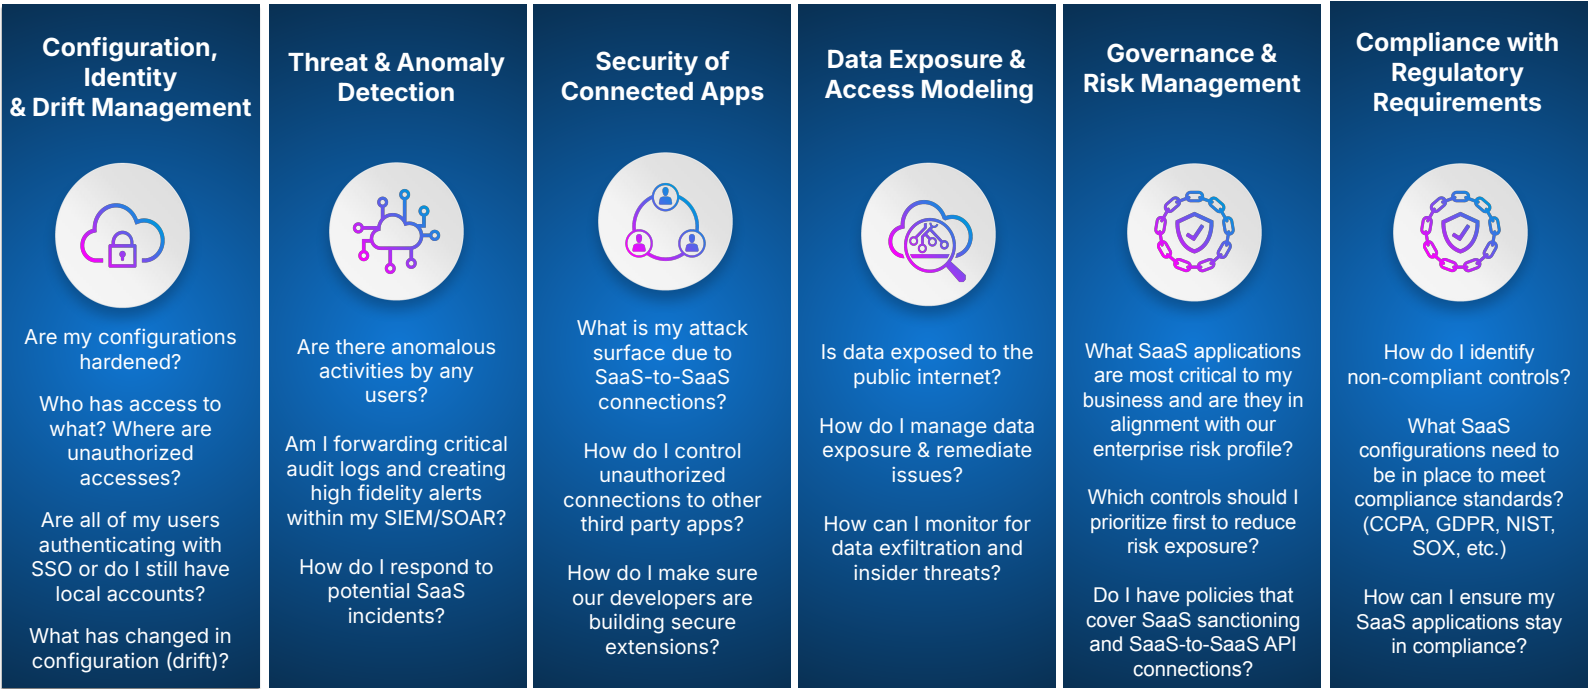 Configuration,
Identity
& Drift Management
Are my configurations
hardened?
Who has access to
what? Where are
unauthorized
accesses?
Are all of my users
authenticating with
SSO or do I still have
local accounts?
What has changed in
configuration (drift)?
Threat & Anomaly
Detection
Are there anomalous
activities by any
users?
Am I forwarding critical
audit logs and creating
high fidelity alerts
within my SIEM/SOAR?
How do I respond to
potential SaaS
incidents?
Security of
Connected Apps
What is my attack
surface due to
SaaS-to-SaaS
connections?
How do I control
unauthorized
connections to other
third party apps?
How do I make sure
our developers are
building secure
extensions?
Data Exposure &
Access Modeling
Is data exposed to the
public internet?
How do I manage data
exposure & remediate
issues?
How can I monitor for
data exfiltration and
insider threats?
Governance &
Risk Management
What SaaS applications
are most critical to my
business and are they in
alignment with our
enterprise risk profile?
Which controls should I
prioritize first to reduce
risk exposure?
Do I have policies that
cover SaaS sanctioning
and SaaS-to-SaaS API
connections?
Compliance with
Regulatory
Requirements
How do I identify
non-compliant controls?
What SaaS
configurations need to
be in place to meet
compliance standards?
(CCPA, GDPR, NIST,
SOX, etc.)
How can I ensure my
SaaS applications stay
in compliance?